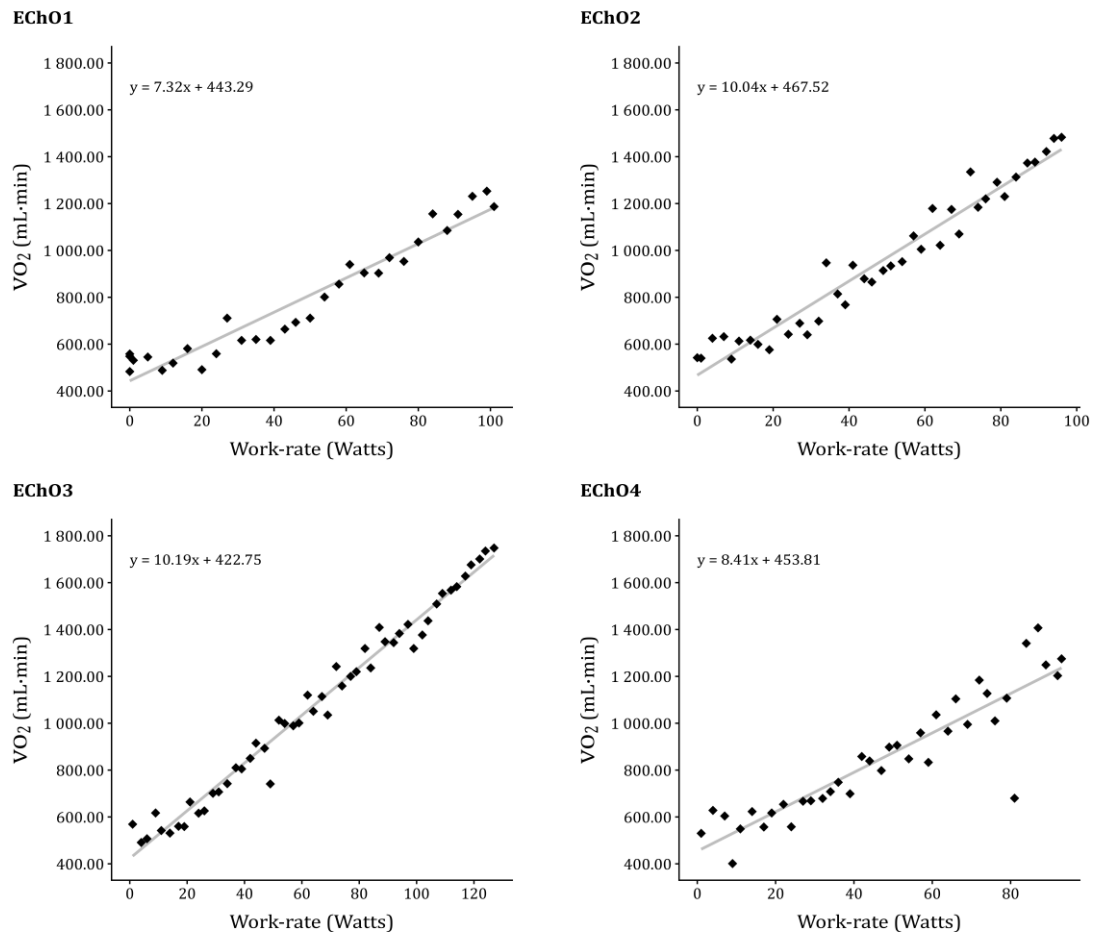 EChO1
1 800.00
y = 7.32x + 443.29
1 600.00
1 400.00
1 200.00
1 000.00
800.00
600.00
400.00
VO2 (mL·min)
0 20 40 60 80 100
Work-rate (Watts)
EChO2
1 800.00
y = 10.04x + 467.52
1 600.00
1 400.00
1 200.00
1 000.00
800.00
600.00
400.00
VO2 (mL·min)
0 20 40 60 80 100
Work-rate (Watts)
EChO3
1 800.00
y = 10.19x + 422.75
1 600.00
1 400.00
1 200.00
1 000.00
800.00
600.00
400.00
VO2 (mL·min)
0 20 40 60 80 100 120
Work-rate (Watts)
EChO4
1 800.00
y = 8.41x + 453.81
1 600.00
1 400.00
1 200.00
1 000.00
800.00
600.00
400.00
VO2 (mL·min)
0 20 40 60 80
Work-rate (Watts)